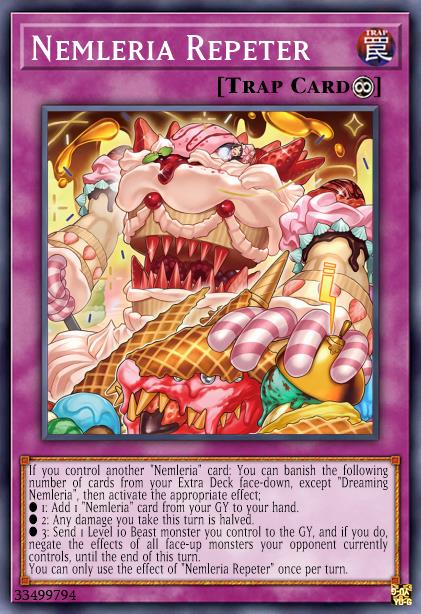 NEMLERIA REPETER
TRAP
罠
[TRAP CARD♾]
If you control another "Nemleria" card: You can banish the following
number of cards from your Extra Deck face-down, except "Dreaming
Nemleria", then activate the appropriate effect;
● 1: Add 1 "Nemleria" card from your GY to your hand.
● 2: Any damage you take this turn is halved.
● 3: Send 1 Level 10 Beast monster you control to the GY, and if you do,
negate the effects of all face-up monsters your opponent currently
controls, until the end of this turn.
You can only use the effect of "Nemleria Repeter" once per turn.
33499794